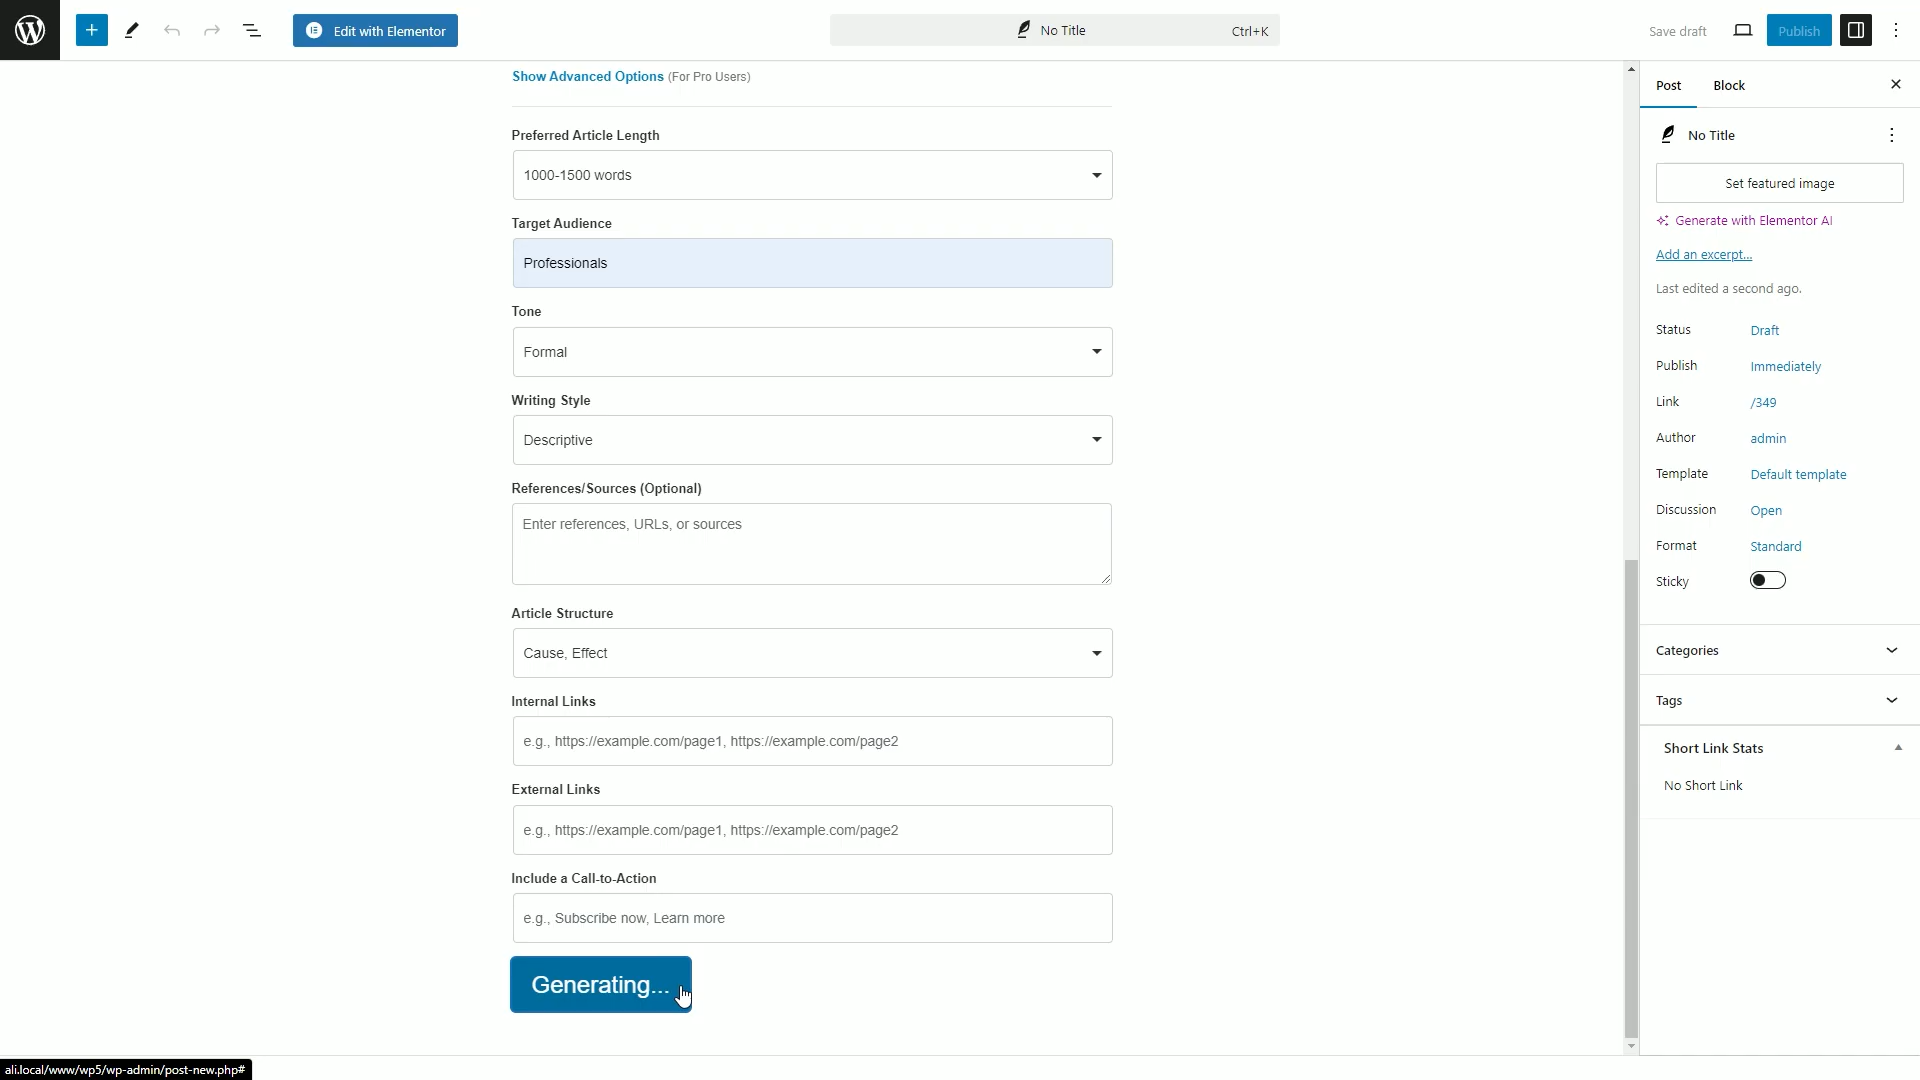 Edit with Elementor
No Title
Ctrl+K
Save draft
Publish
Show Advanced Options (For Pro Users)
Preferred Article Length
1000-1500 words
Target Audience
Professionals
Tone
Formal
Writing Style
Descriptive
References/Sources (Optional)
Enter references, URLs, or sources
Article Structure
Cause, Effect
Internal Links
e.g., https://example.com/page1, https://example.com/page2
External Links
e.g., https://example.com/page1, https://example.com/page2
Include a Call-to-Action
e.g., Subscribe now, Learn more
Generating...
Post
Block
No Title
Set featured image
Generate with Elementor AI
Add an excerpt...
Last edited a second ago.
Status
Draft
Publish
Immediately
Link
/349
Author
admin
Template
Default template
Discussion
Open
Format
Standard
Sticky
Categories
Tags
Short Link Stats
No Short Link
ali.local/www/wp5/wp-admin/post-new.php#